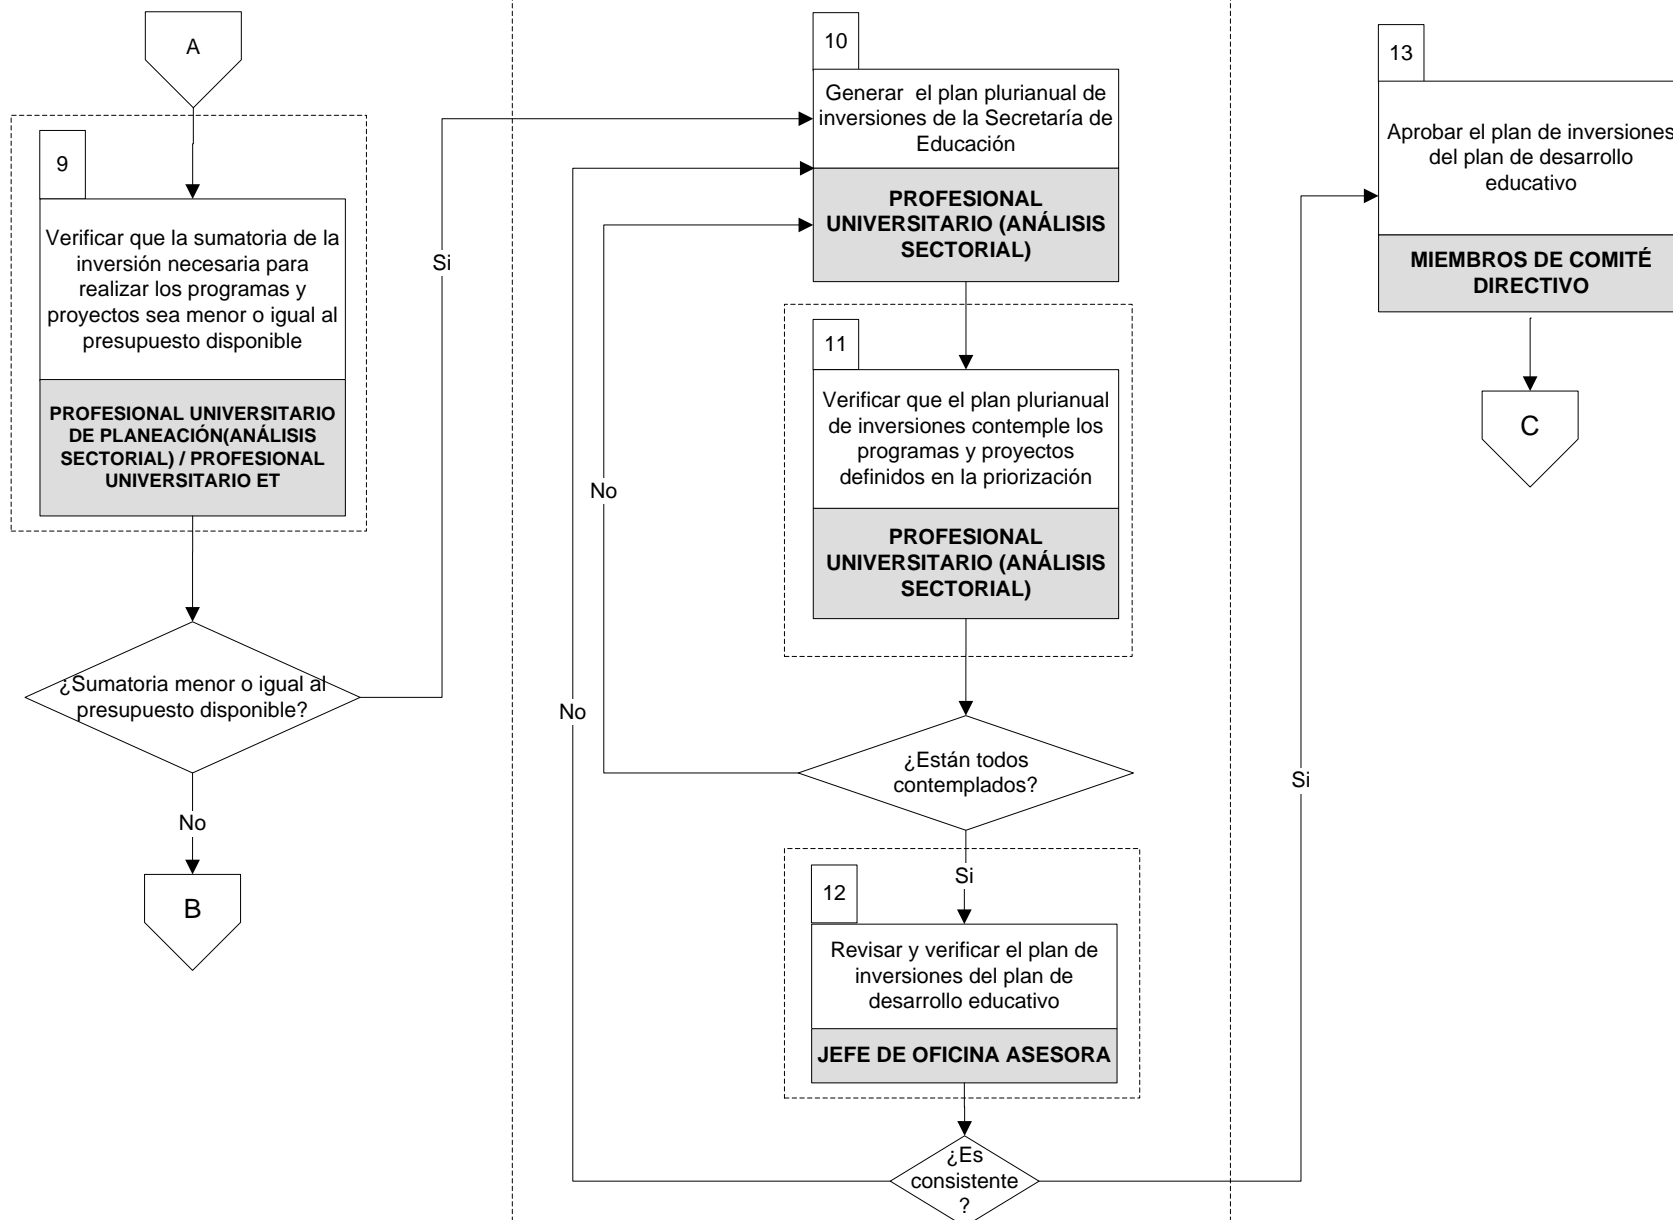 A
9
Verificar que la sumatoria de la
inversión necesaria para
realizar los programas y
proyectos sea menor o igual al
presupuesto disponible
PROFESIONAL UNIVERSITARIO
DE PLANEACIÓN(ANÁLISIS
SECTORIAL) / PROFESIONAL
UNIVERSITARIO ET
¿Sumatoria menor o igual al
presupuesto disponible?
Si
No
B
10
Generar  el plan plurianual de
inversiones de la Secretaría de
Educación
PROFESIONAL
UNIVERSITARIO (ANÁLISIS
SECTORIAL)
11
Verificar que el plan plurianual
de inversiones contemple los
programas y proyectos
definidos en la priorización
PROFESIONAL
UNIVERSITARIO (ANÁLISIS
SECTORIAL)
No
No
¿Están todos
contemplados?
Si
12
Revisar y verificar el plan de
inversiones del plan de
desarrollo educativo
JEFE DE OFICINA ASESORA
¿Es
consistente
?
Si
13
Aprobar el plan de inversiones
del plan de desarrollo
educativo
MIEMBROS DE COMITÉ
DIRECTIVO
C